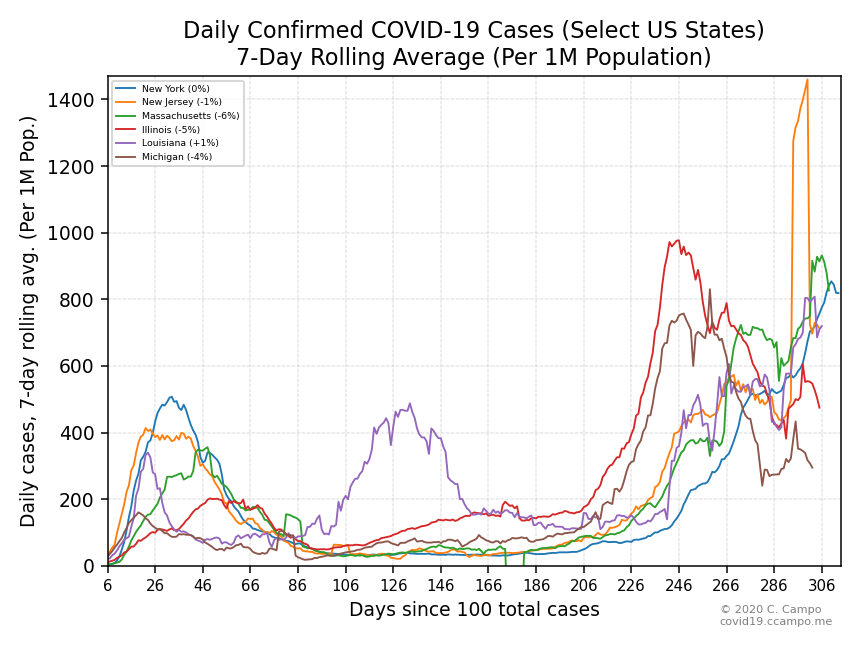 Daily Confirmed COVID-19 Cases (Select US States)
7-Day Rolling Average (Per 1M Population)
Daily cases, 7-day rolling avg. (Per 1M Pop.)
1400
1200
1000
800
600
400
200
0
New York (0%)
New Jersey (-1%)
Massachusetts (-6%)
Illinois (-5%)
Louisiana (+1%)
Michigan (-4%)
6 26 46 66 86 106 126 146 166 186 206 226 246 266 286 306
Days since 100 total cases
© 2020 C. Campo
covid19.ccampo.me